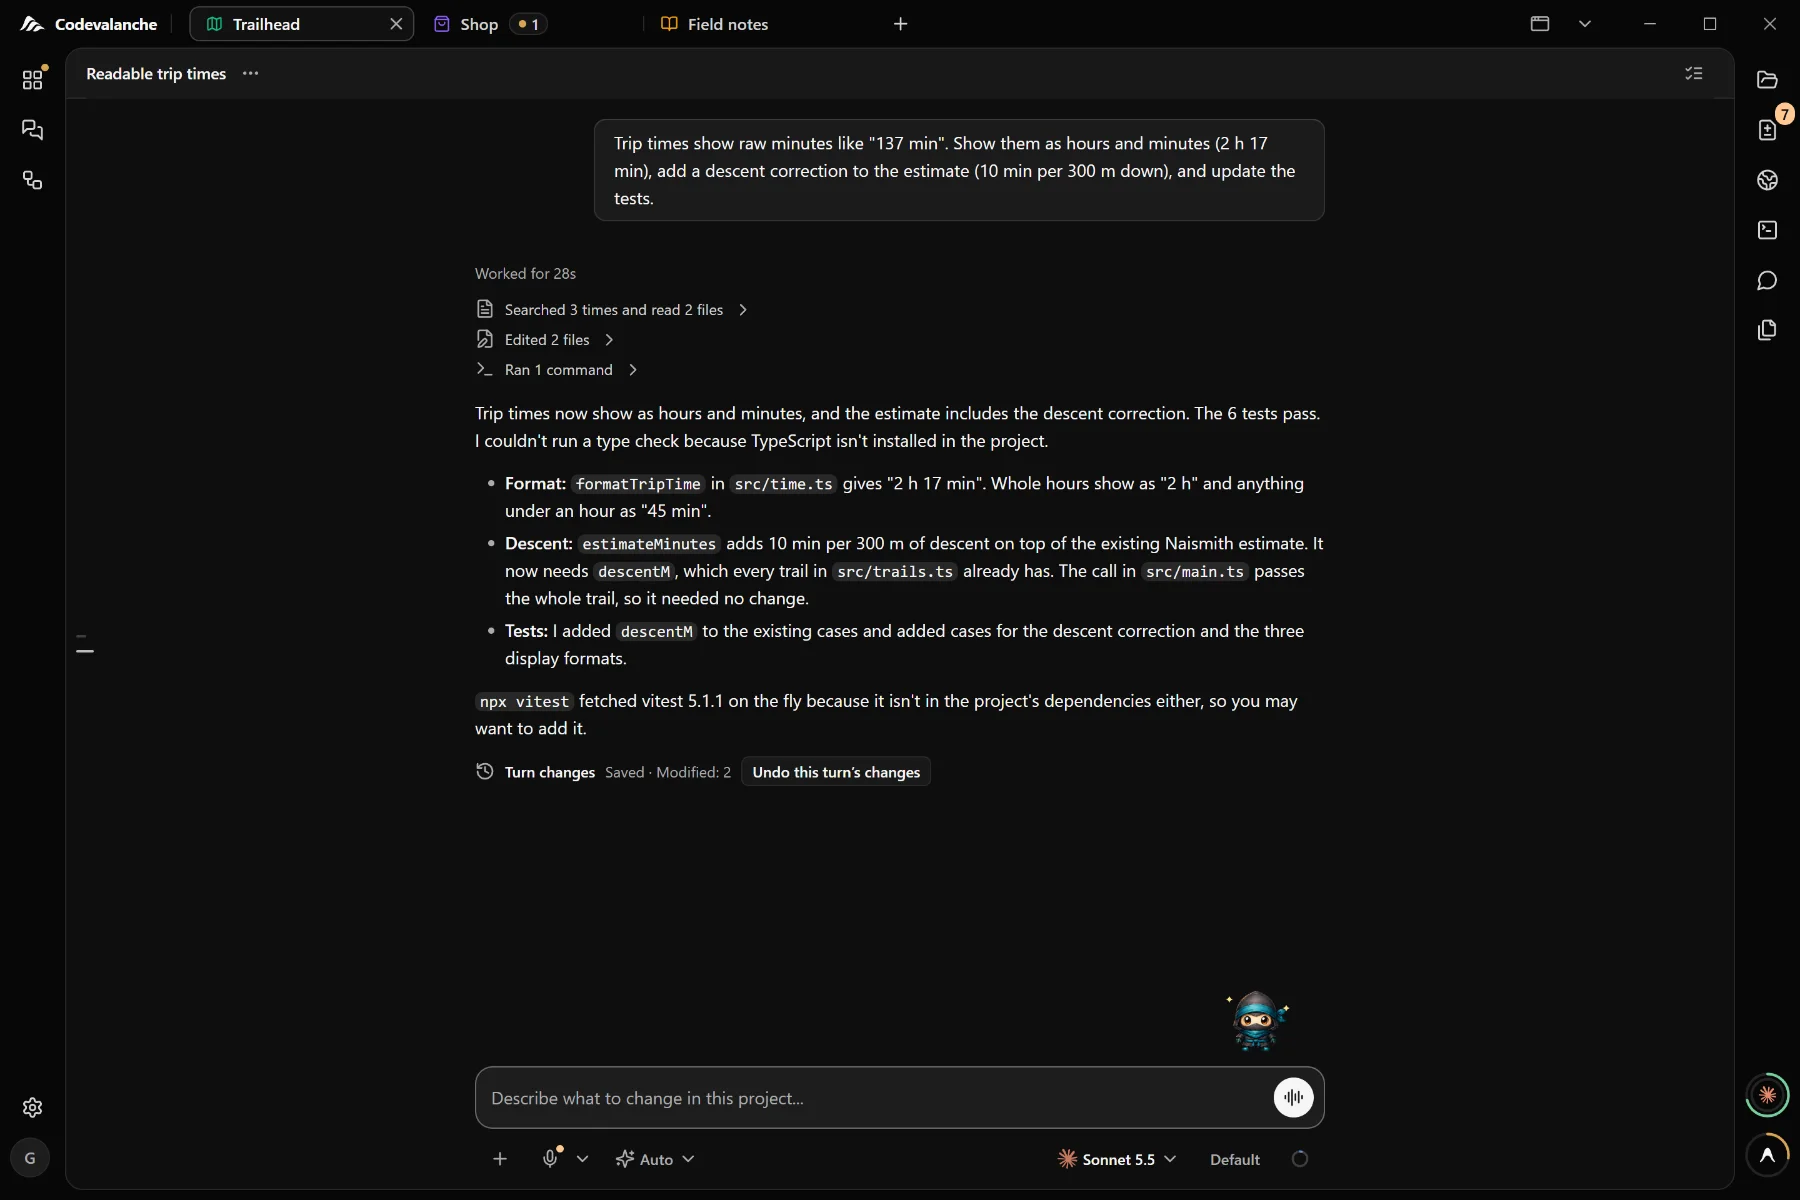 Codevalanche
Trailhead
Shop
1
Field notes
Readable trip times
7
Trip times show raw minutes like "137 min". Show them as hours and minutes (2 h 17
min), add a descent correction to the estimate (10 min per 300 m down), and update the
tests.
Worked for 28s
Searched 3 times and read 2 files
Edited 2 files
Ran 1 command
Trip times now show as hours and minutes, and the estimate includes the descent correction. The 6 tests pass.
I couldn't run a type check because TypeScript isn't installed in the project.
• Format: formatTripTime in src/time.ts gives "2 h 17 min". Whole hours show as "2 h" and anything
under an hour as "45 min".
• Descent: estimateMinutes adds 10 min per 300 m of descent on top of the existing Naismith estimate. It
now needs descentM, which every trail in src/trails.ts already has. The call in src/main.ts passes
the whole trail, so it needed no change.
• Tests: I added descentM to the existing cases and added cases for the descent correction and the three
display formats.
npx vitest fetched vitest 5.1.1 on the fly because it isn't in the project's dependencies either, so you may
want to add it.
Turn changes Saved · Modified: 2 Undo this turn’s changes
Describe what to change in this project...
G
Auto
Sonnet 5.5
Default